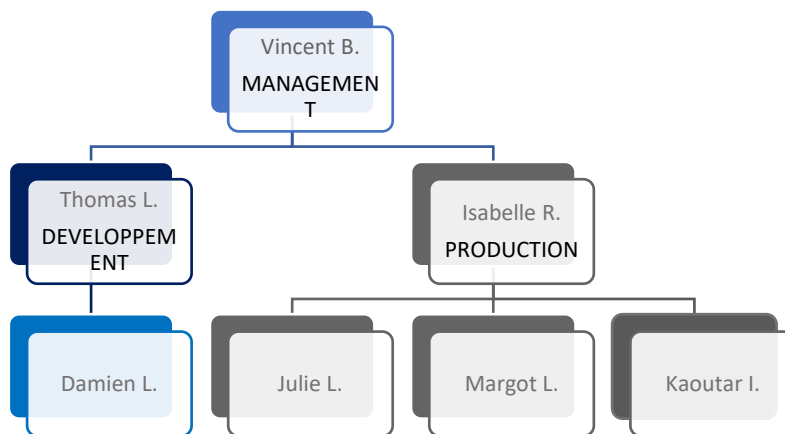 Vincent B.
MANAGEMEN
T
Thomas L.
DEVELOPPEM
ENT
Isabelle R.
PRODUCTION
Damien L.
Julie L.
Margot L.
Kaoutar I.